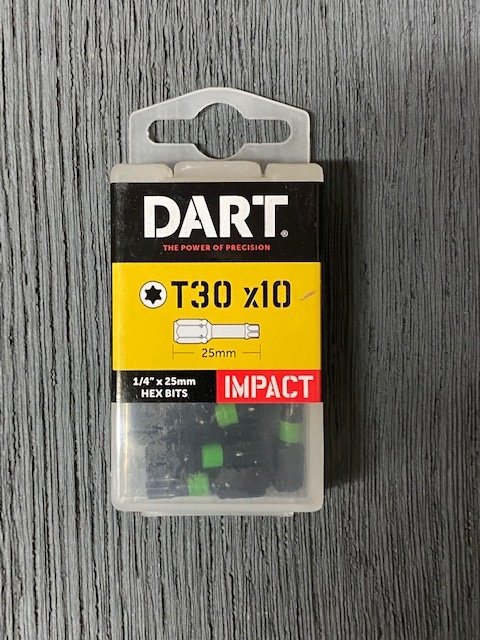 DART®
THE POWER OF PRECISION
T30 x10
25mm
1/4" x 25mm
HEX BITS
IMPACT